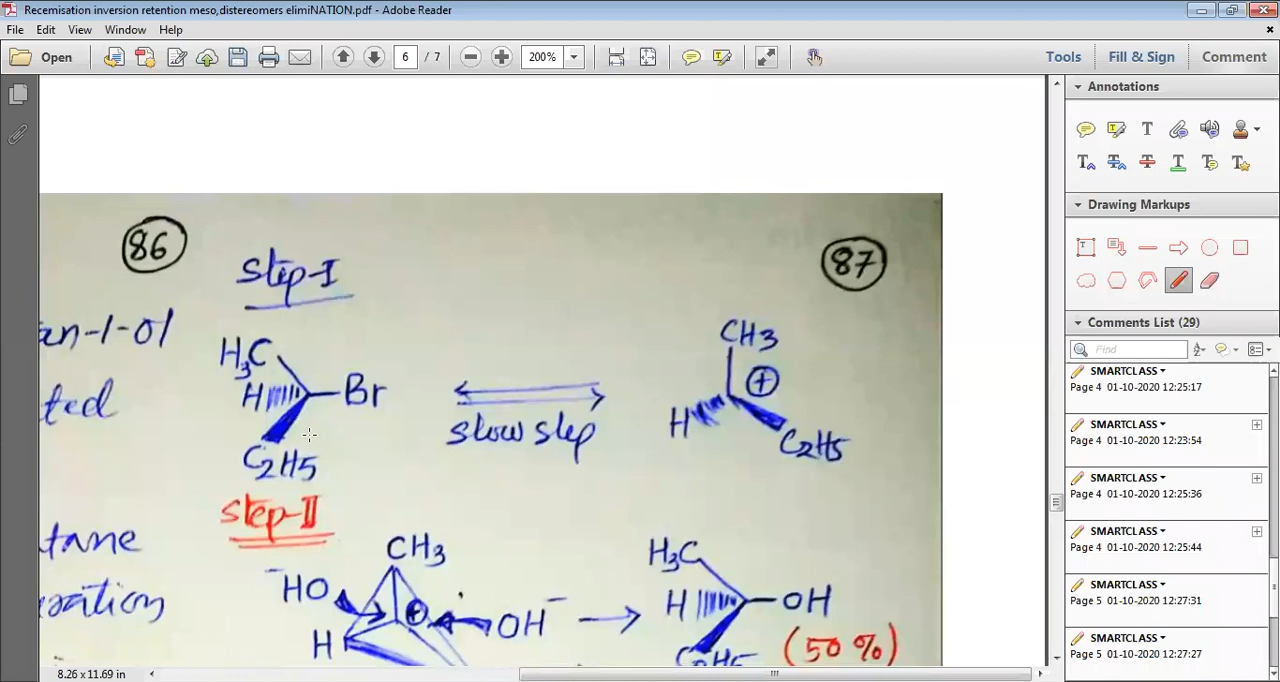 Recemisation inversion retention meso,distereomers elimiNATION.pdf - Adobe Reader
File Edit View Window Help
Open 6 / 7 200% Tools Fill & Sign Comment
Annotations
T
T T T T T T
Drawing Markups
T
Comments List (29)
Find
SMARTCLASS
Page 4 01-10-2020 12:25:17
SMARTCLASS
Page 4 01-10-2020 12:23:54
SMARTCLASS
Page 4 01-10-2020 12:25:36
SMARTCLASS
Page 4 01-10-2020 12:25:44
SMARTCLASS
Page 5 01-10-2020 12:27:31
SMARTCLASS
Page 5 01-10-2020 12:27:27
86
an-1-ol
ted
tane
Step-I
87
H3C
H Br
C2H5
slow step
CH3
+
H
C2H5
Step-II
CH3
-HO
+
H
OH-
H3C
H OH
C2H5
(50%)
8.26 x 11.69 in